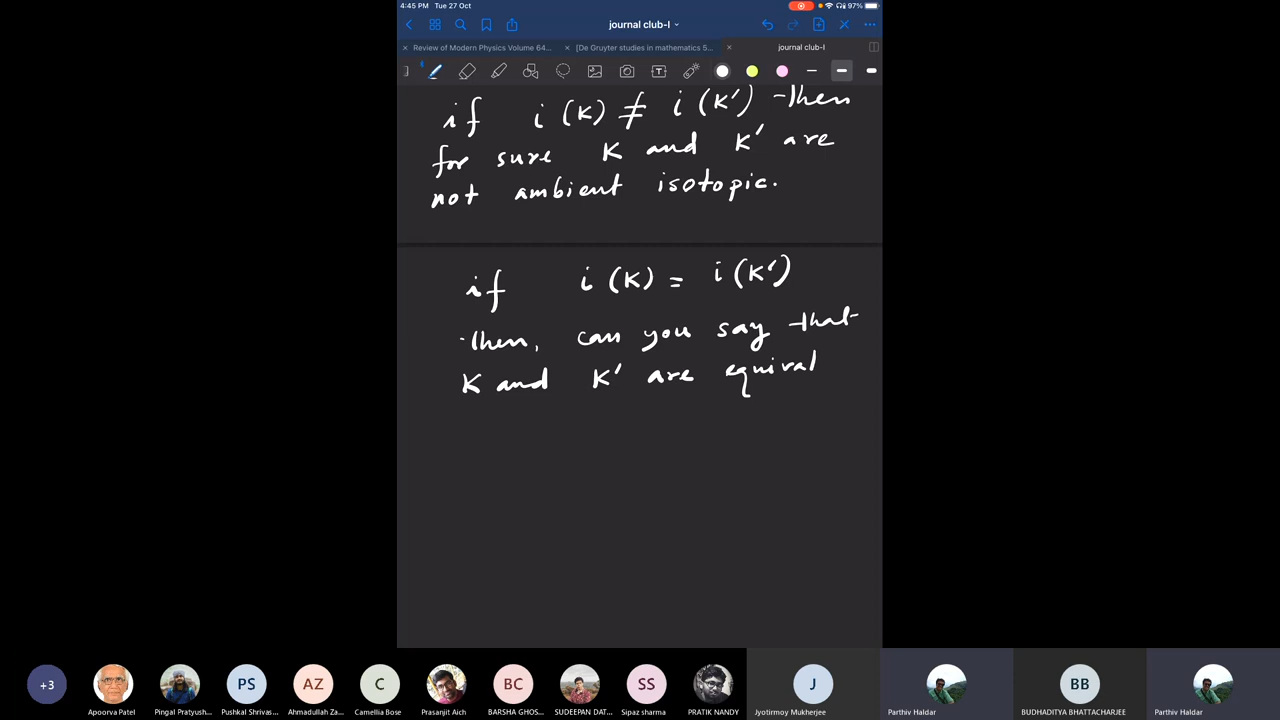 4:45 PM Tue 27 Oct
97%
journal club-I
Review of Modern Physics Volume 64...
[De Gruyter studies in mathematics 5...
journal club-I
if i (K) ≠ i (K') then
for sure K and K' are
not ambient isotopic.
if i (K) = i (K')
then, can you say that
K and K' are equival
+3
PS
AZ
C
BC
SS
J
BB
Apoorva Patel
Pingal Pratyush...
Pushkal Shrivas...
Ahmadullah Za...
Camellia Bose
Prasanjit Aich
BARSHA GHOS...
SUDEEPAN DAT...
Sipaz sharma
PRATIK NANDY
Jyotirmoy Mukherjee
Parthiv Haldar
BUDHADITYA BHATTACHARJEE
Parthiv Haldar